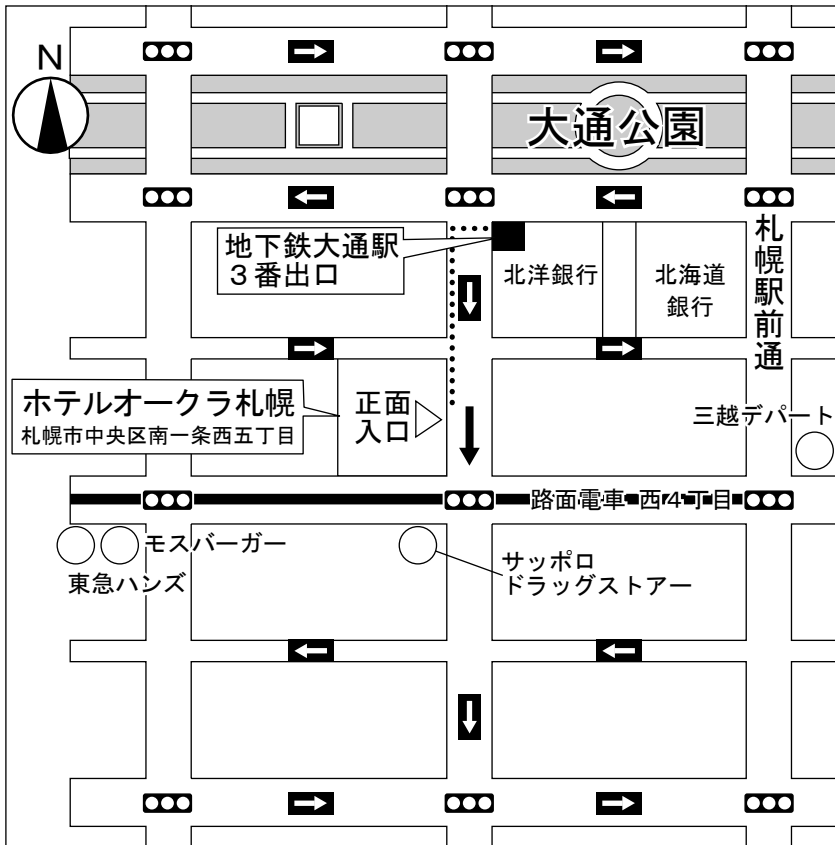 N
大通公園
地下鉄大通駅
３番出口
北洋銀行
北海道
銀行
札幌駅前通
ホテルオークラ札幌
札幌市中央区南一条西五丁目
正面
入口
三越デパート
路面電車 西4丁目
モスバーガー
東急ハンズ
サッポロ
ドラッグストアー